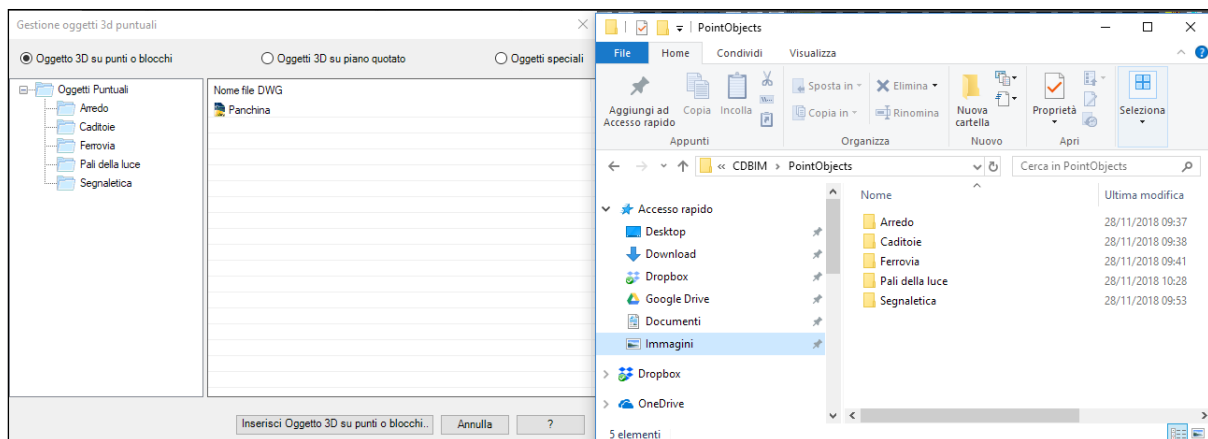 Gestione oggetti 3d puntuali
Oggetto 3D su punti o blocchi
Oggetti 3D su piano quotato
Oggetti speciali
Oggetti Puntuali
Arredo
Caditoie
Ferrovia
Pali della luce
Segnaletica
Nome file DWG
Panchina
Inserisci Oggetto 3D su punti o blocchi..
Annulla
?
PointObjects
File
Home
Condividi
Visualizza
Aggiungi ad
Accesso rapido
Copia
Incolla
Appunti
Sposta in
Copia in
Elimina
Rinomina
Organizza
Nuova
cartella
Nuovo
Proprietà
Apri
Seleziona
« CDBIM > PointObjects
Cerca in PointObjects
Accesso rapido
Desktop
Download
Dropbox
Google Drive
Documenti
Immagini
Dropbox
OneDrive
Nome
Ultima modifica
Arredo
28/11/2018 09:37
Caditoie
28/11/2018 09:38
Ferrovia
28/11/2018 09:41
Pali della luce
28/11/2018 10:28
Segnaletica
28/11/2018 09:53
5 elementi